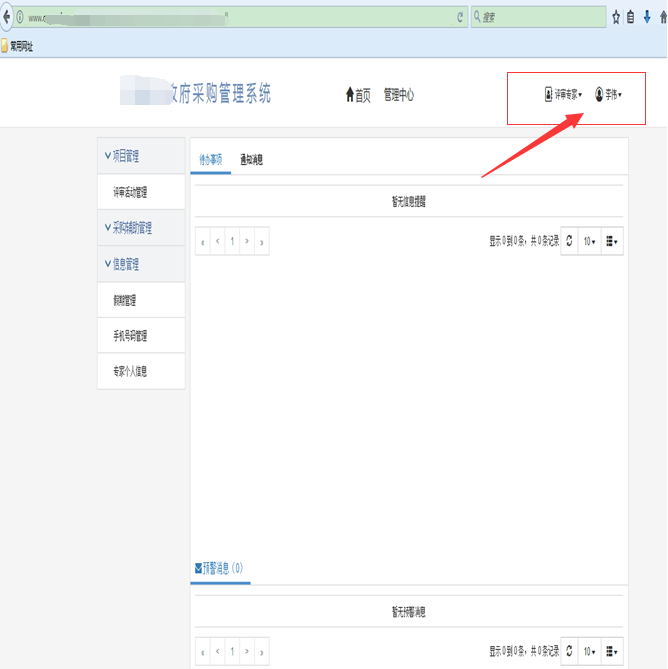 www.
搜索
常用网址
府采购管理系统
首页 管理中心
评审专家 李伟
项目管理
评审活动管理
采购辅助管理
信息管理
假期管理
手机号码管理
专家个人信息
待办事项 通知消息
暂无信息提醒
« ‹ 1 › »
显示 0 到 0 条，共 0 条记录 10
预警消息（0）
暂无预警消息
« ‹ 1 › »
显示 0 到 0 条，共 0 条记录 10